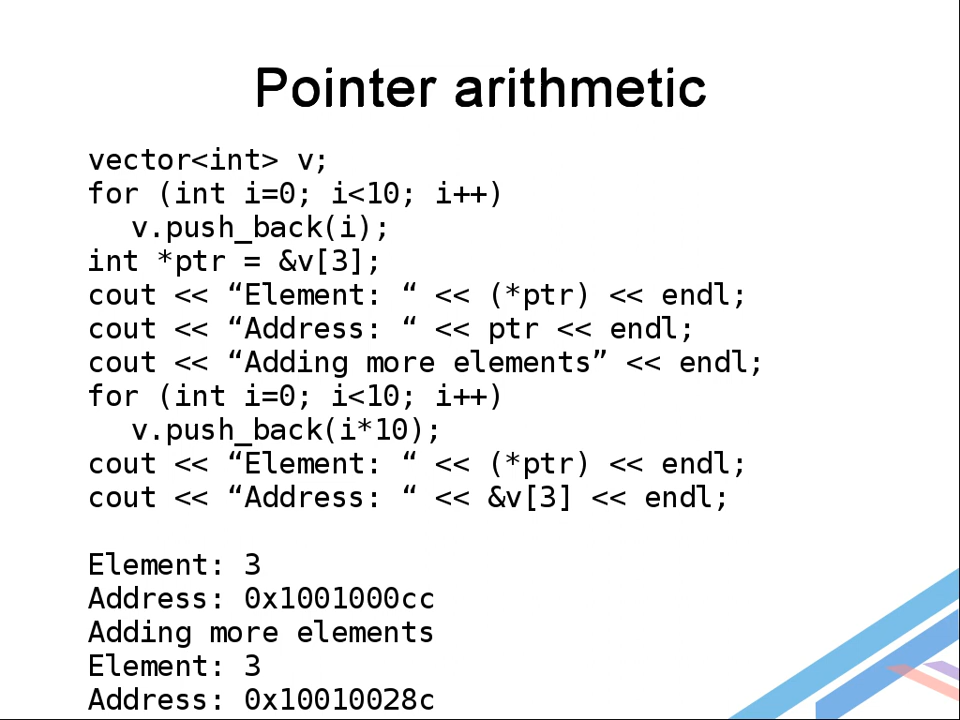 Pointer arithmetic
vector<int> v;
for (int i=0; i<10; i++)
v.push_back(i);
int *ptr = &v[3];
cout << “Element: “ << (*ptr) << endl;
cout << “Address: “ << ptr << endl;
cout << “Adding more elements” << endl;
for (int i=0; i<10; i++)
v.push_back(i*10);
cout << “Element: “ << (*ptr) << endl;
cout << “Address: “ << &v[3] << endl;
Element: 3
Address: 0x1001000cc
Adding more elements
Element: 3
Address: 0x10010028c